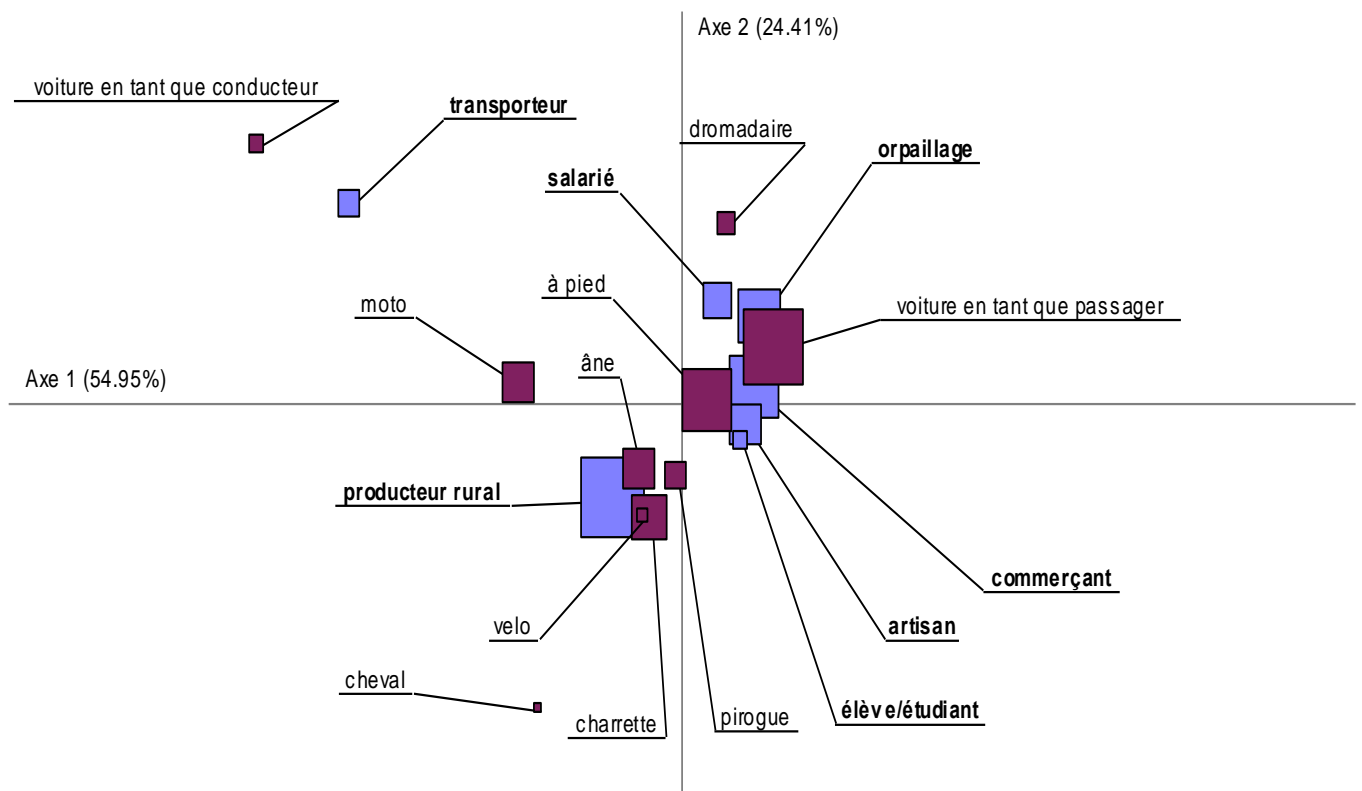 Axe 2 (24.41%)
voiture en tant que conducteur
transporteur
dromadaire
orpaillage
salarié
à pied
moto
voiture en tant que passager
âne
Axe 1 (54.95%)
producteur rural
commerçant
velo
artisan
cheval
charrette
pirogue
élève/étudiant